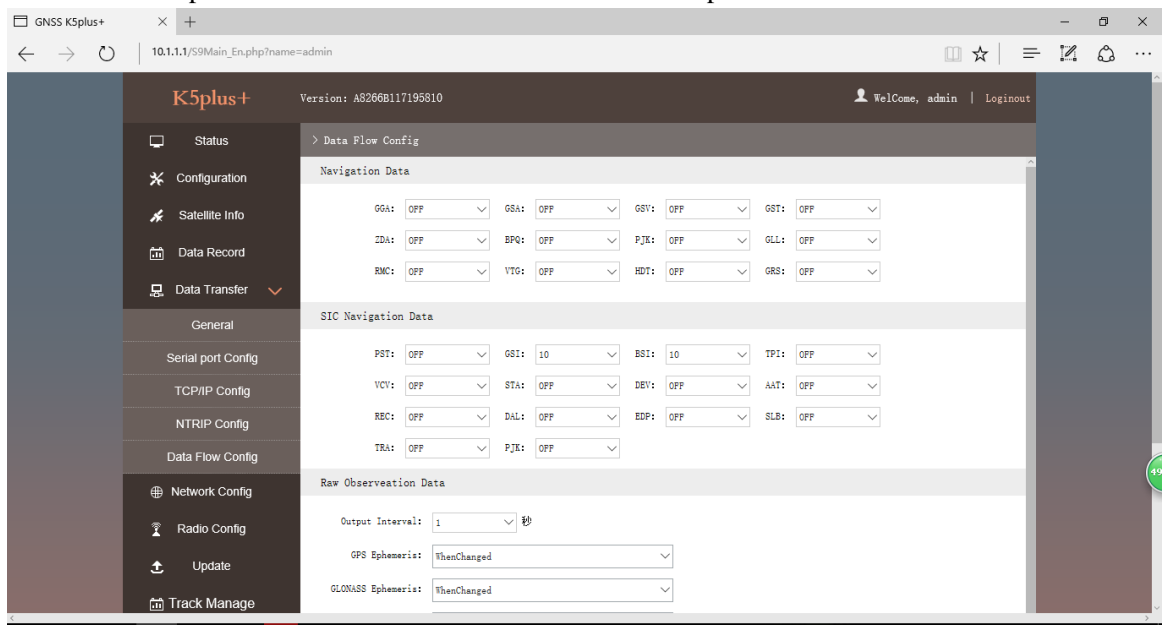 GNSS K5plus+
10.1.1.1/S9Main_En.php?name=admin
K5plus+
Version: A8266B117195810
WelCome, admin | Loginout
Status
Configuration
Satellite Info
Data Record
Data Transfer
General
Serial port Config
TCP/IP Config
NTRIP Config
Data Flow Config
Network Config
Radio Config
Update
Track Manage
> Data Flow Config
Navigation Data
GGA: OFF GSA: OFF GSV: OFF GST: OFF
ZDA: OFF BPQ: OFF PJK: OFF GLL: OFF
RMC: OFF VTG: OFF HDT: OFF GRS: OFF
SIC Navigation Data
PST: OFF GSI: 10 BSI: 10 TPI: OFF
VCV: OFF STA: OFF DEV: OFF AAT: OFF
REC: OFF DAL: OFF EDP: OFF SLB: OFF
TRA: OFF PJK: OFF
Raw Observeation Data
Output Interval: 1 秒
GPS Ephemeris: WhenChanged
GLONASS Ephemeris: WhenChanged
49